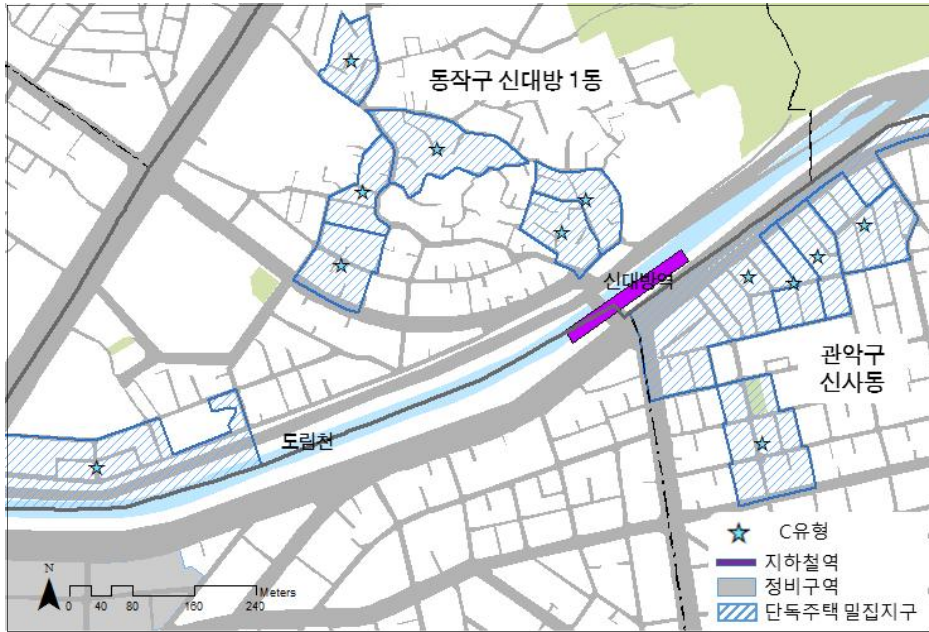 동작구 신대방 1동
신대방역
관악구
신사동
도림천
C유형
지하철역
정비구역
단독주택 밀집지구
N
Meters
0 40 80 160 240